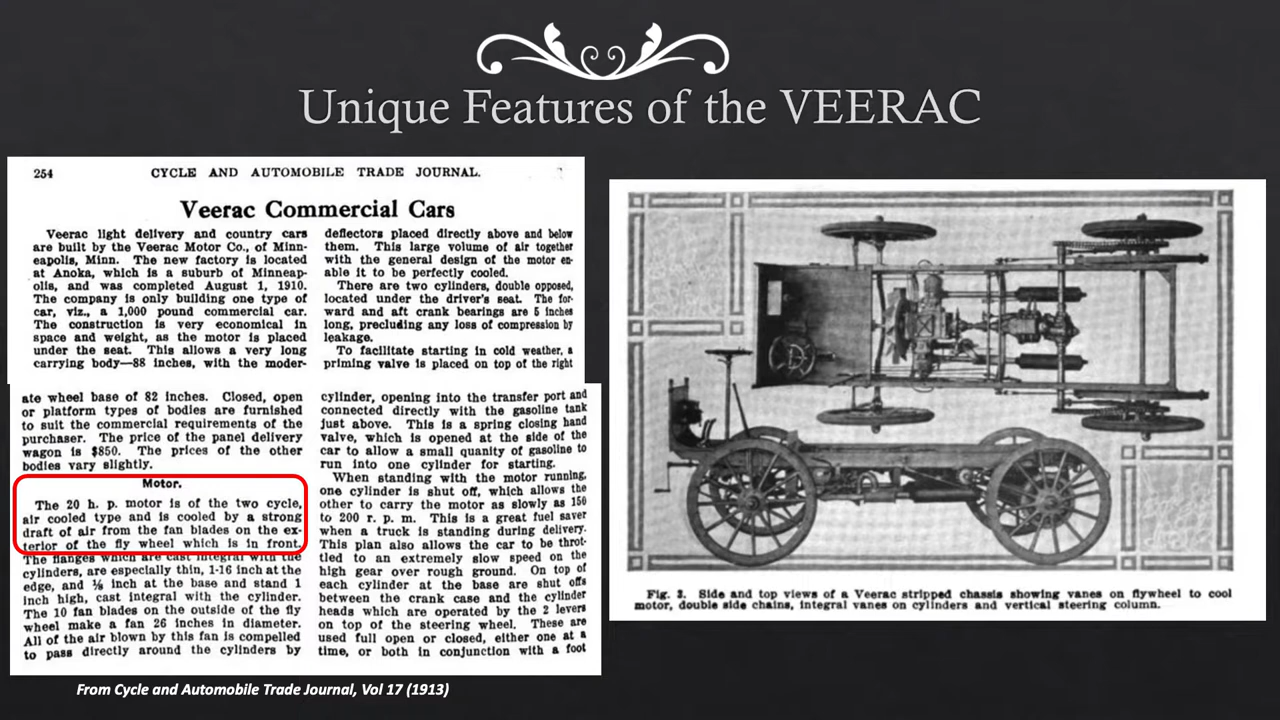 Unique Features of the VEERAC
254 CYCLE AND AUTOMOBILE TRADE JOURNAL.
Veerac Commercial Cars
Veerac light delivery and country cars
are built by the Veerac Motor Co., of Minn-
eapolis, Minn. The new factory is located
at Anoka, which is a suburb of Minneap-
olis, and was completed August 1, 1910.
The company is only building one type of
car, viz., a 1,000 pound commercial car.
The construction is very economical in
space and weight, as the motor is placed
under the seat. This allows a very long
carrying body—88 inches, with the moder-
ate wheel base of 82 inches. Closed, open
or platform types of bodies are furnished
to suit the commercial requirements of the
purchaser. The price of the panel delivery
wagon is $850. The prices of the other
bodies vary slightly.
Motor.
The 20 h. p. motor is of the two cycle,
air cooled type and is cooled by a strong
draft of air from the fan blades on the ex-
terior of the fly wheel which is in front
The flanges which are cast integral with the
cylinders, are especially thin, 1-16 inch at the
edge, and ⅛ inch at the base and stand 1
inch high, cast integral with the cylinder.
The 10 fan blades on the outside of the fly
wheel make a fan 26 inches in diameter.
All of the air blown by this fan is compelled
to pass directly around the cylinders by
deflectors placed directly above and below
them. This large volume of air together
with the general design of the motor en-
able it to be perfectly cooled.
There are two cylinders, double opposed,
located under the driver's seat. The for-
ward and aft crank bearings are 5 inches
long, precluding any loss of compression by
leakage.
To facilitate starting in cold weather, a
priming valve is placed on top of the right
cylinder, opening into the transfer port and
connected directly with the gasoline tank
just above. This is a spring closing hand
valve, which is opened at the side of the
car to allow a small quanity of gasoline to
run into one cylinder for starting.
When standing with the motor running,
one cylinder is shut off, which allows the
other to carry the motor as slowly as 150
to 200 r. p. m. This is a great fuel saver
when a truck is standing during delivery.
This plan also allows the car to be throt-
tled to an extremely slow speed on the
high gear over rough ground. On top of
each cylinder at the base are shut offs
between the crank case and the cylinder
heads which are operated by the 2 levers
on top of the steering wheel. These are
used full open or closed, either one at a
time, or both in conjunction with a foot
Fig. 3. Side and top views of a Veerac stripped chassis showing vanes on flywheel to cool
motor, double side chains, integral vanes on cylinders and vertical steering column.
From Cycle and Automobile Trade Journal, Vol 17 (1913)